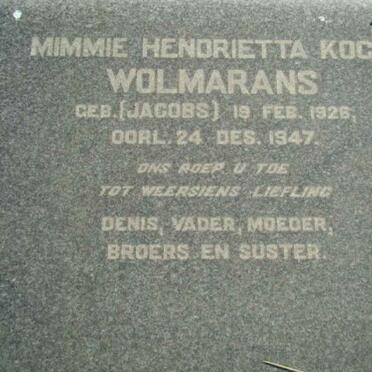 MIMMIE HENDRIETTA KOC
WOLMARANS
GEB. (JACOBS) 19 FEB. 1926,
OORL. 24 DES. 1947.
ONS ROEP U TOE
TOT WEERSIENS LIEFLING
DENIS, VADER, MOEDER,
BROERS EN SUSTER.